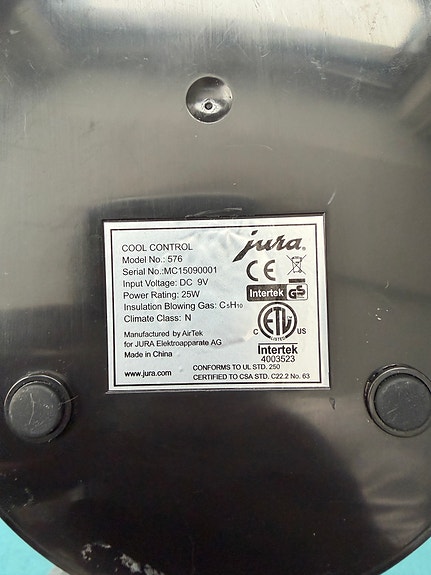 jura®
COOL CONTROL
Model No.: 576
Serial No.:MC15090001
Input Voltage: DC 9V
Power Rating: 25W
Insulation Blowing Gas: C₅H₁₀
Climate Class: N
Manufactured by AirTek
for JURA Elektroapparate AG
Made in China
www.jura.com
CE
Intertek GS
ETL
C US
Intertek
4003523
CONFORMS TO UL STD. 250
CERTIFIED TO CSA STD. C22.2 No. 63